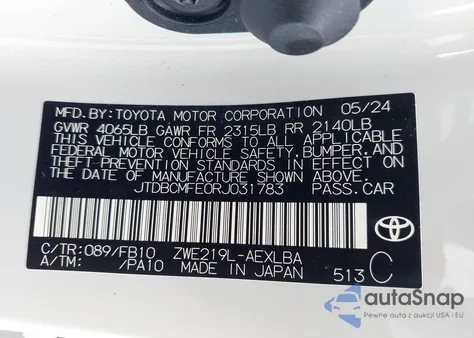 MFD. BY: TOYOTA MOTOR CORPORATION 05/24
GVWR 4065LB GAWR FR 2315LB RR 2140LB
THIS VEHICLE CONFORMS TO ALL APPLICABLE
FEDERAL MOTOR VEHICLE SAFETY, BUMPER, AND
THEFT-PREVENTION STANDARDS IN EFFECT ON
THE DATE OF MANUFACTURE SHOWN ABOVE.
JTDBCMFE0RJ031783 PASS.CAR
C/TR: 089/FB10 ZWE219L-AEXLBA
A/TM: /PA10 MADE IN JAPAN 513 C
autoSnap
Pewne auta z aukcji USA i EU